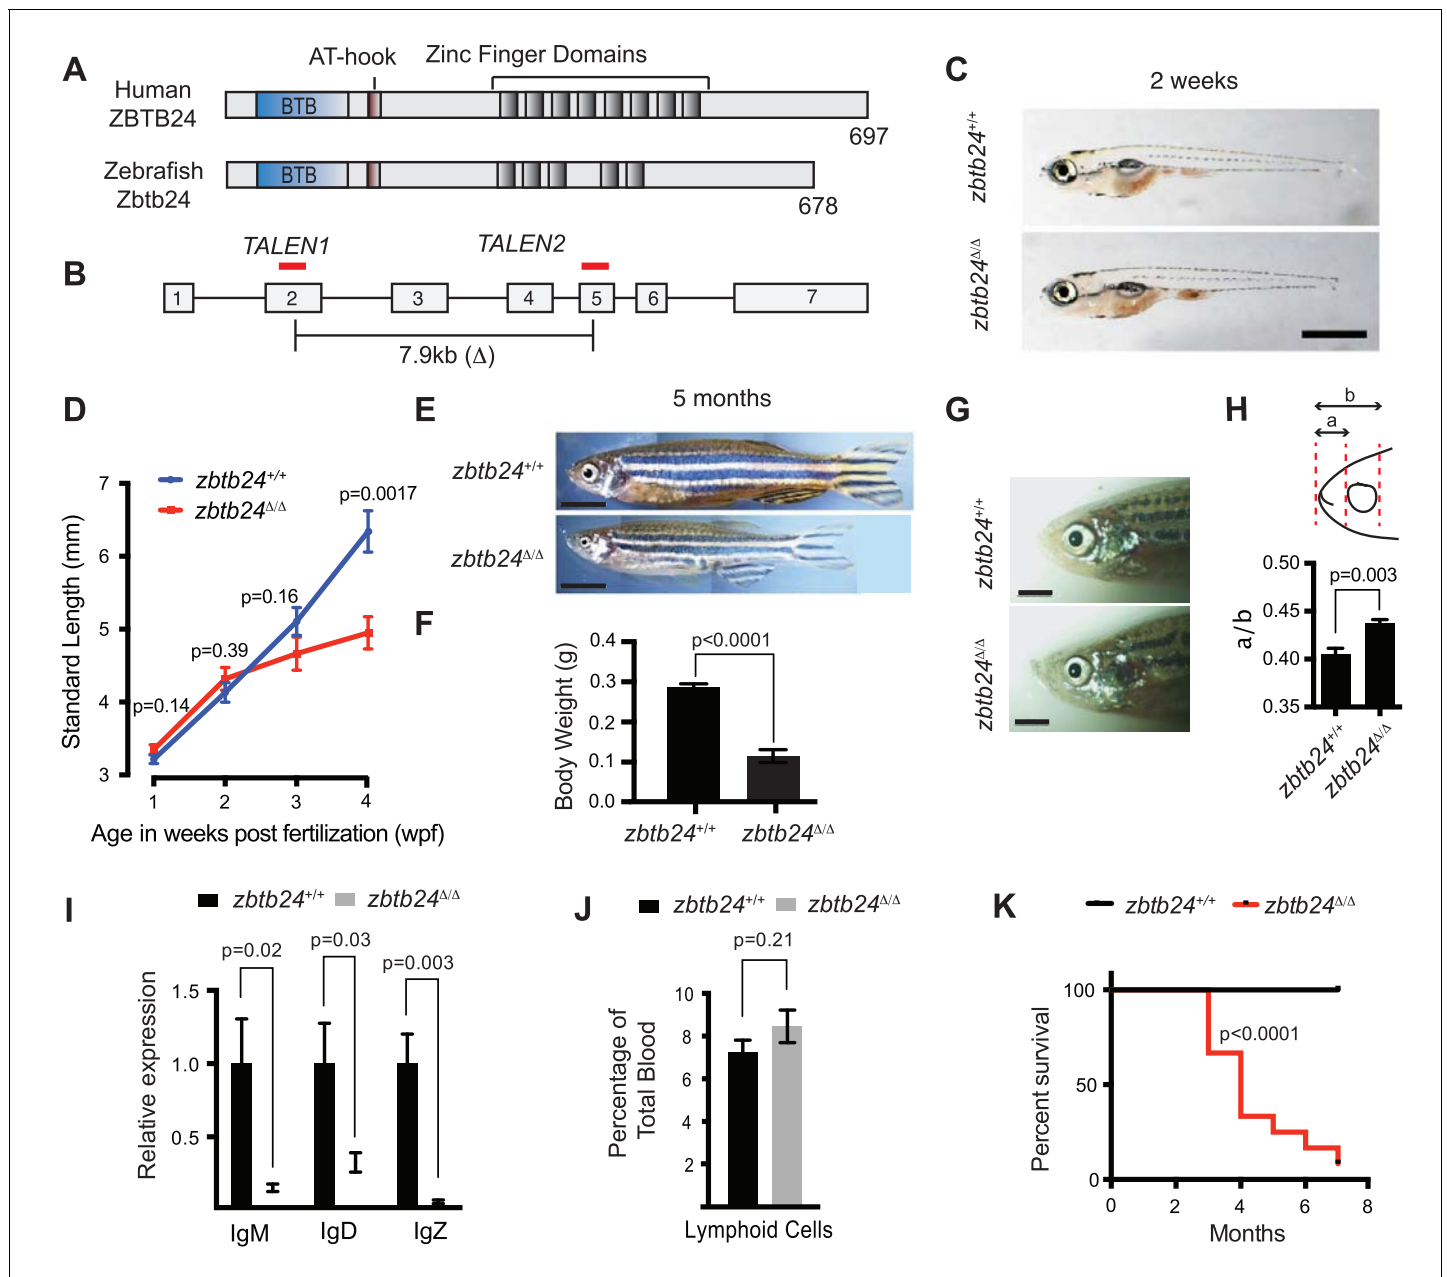 A
AT-hook
Zinc Finger Domains
Human
ZBTB24
BTB
697
Zebrafish
Zbtb24
BTB
678
B
TALEN1
TALEN2
1
2
3
4
5
6
7
7.9kb (Δ)
C
2 weeks
zbtb24+/+
zbtb24Δ/Δ
D
zbtb24+/+
zbtb24Δ/Δ
Standard Length (mm)
7
6
5
4
3
p=0.14
p=0.39
p=0.16
p=0.0017
1
2
3
4
Age in weeks post fertilization (wpf)
E
5 months
zbtb24+/+
zbtb24Δ/Δ
F
Body Weight (g)
0.4
0.3
0.2
0.1
0.0
p<0.0001
zbtb24+/+
zbtb24Δ/Δ
G
zbtb24+/+
zbtb24Δ/Δ
H
b
a
a/b
0.50
0.45
0.40
0.35
p=0.003
zbtb24+/+
zbtb24Δ/Δ
I
zbtb24+/+
zbtb24Δ/Δ
Relative expression
1.5
1.0
0.5
p=0.02
p=0.03
p=0.003
IgM
IgD
IgZ
J
zbtb24+/+
zbtb24Δ/Δ
Percentage of
Total Blood
10
8
6
4
2
p=0.21
Lymphoid Cells
K
zbtb24+/+
zbtb24Δ/Δ
Percent survival
100
50
0
p<0.0001
0
2
4
6
8
Months